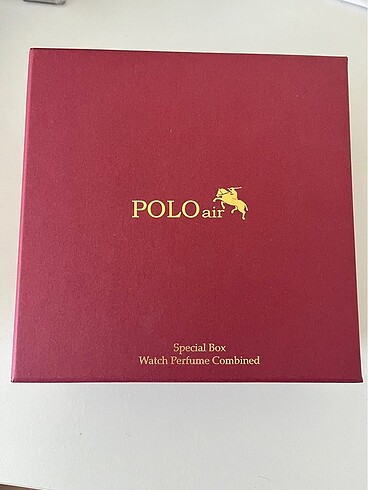 POLO air
Special Box
Watch Perfume Combined